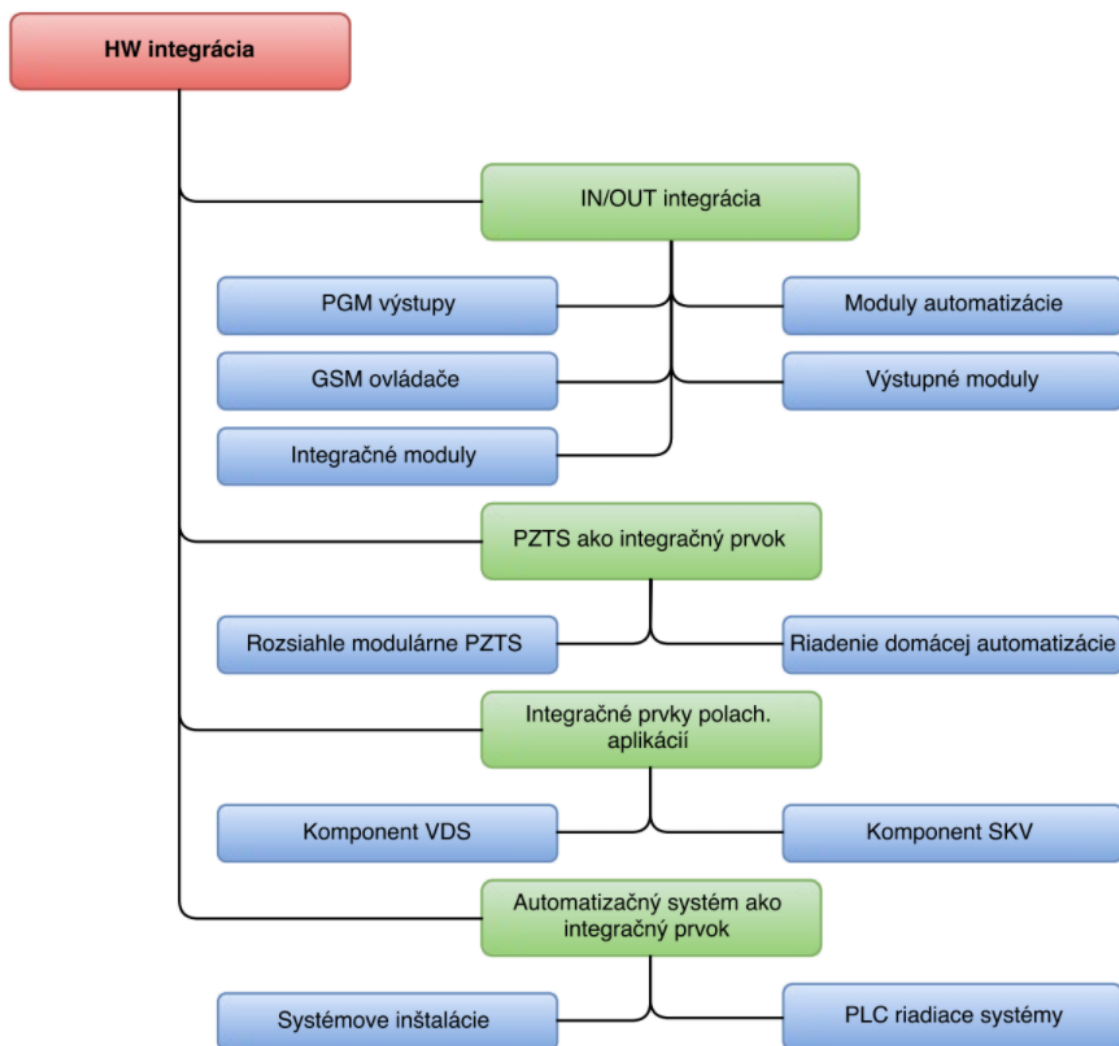 HW integrácia
IN/OUT integrácia
PGM výstupy
Moduly automatizácie
GSM ovládače
Výstupné moduly
Integračné moduly
PZTS ako integračný prvok
Rozsiahle modulárne PZTS
Riadenie domácej automatizácie
Integračné prvky polach.
aplikácií
Komponent VDS
Komponent SKV
Automatizačný systém ako
integračný prvok
Systémove inštalácie
PLC riadiace systémy